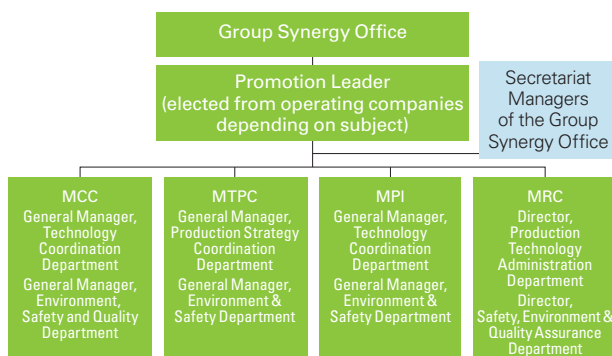 Group Synergy Office
Promotion Leader
(elected from operating companies
depending on subject)
Secretariat
Managers
of the Group
Synergy Office
MCC
General Manager,
Technology
Coordination
Department
General Manager,
Environment,
Safety and Quality
Department
MTPC
General Manager,
Production Strategy
Coordination
Department
General Manager,
Environment &
Safety Department
MPI
General Manager,
Technology
Coordination
Department
General Manager,
Environment &
Safety Department
MRC
Director,
Production
Technology
Administration
Department
Director,
Safety, Environment &
Quality Assurance
Department